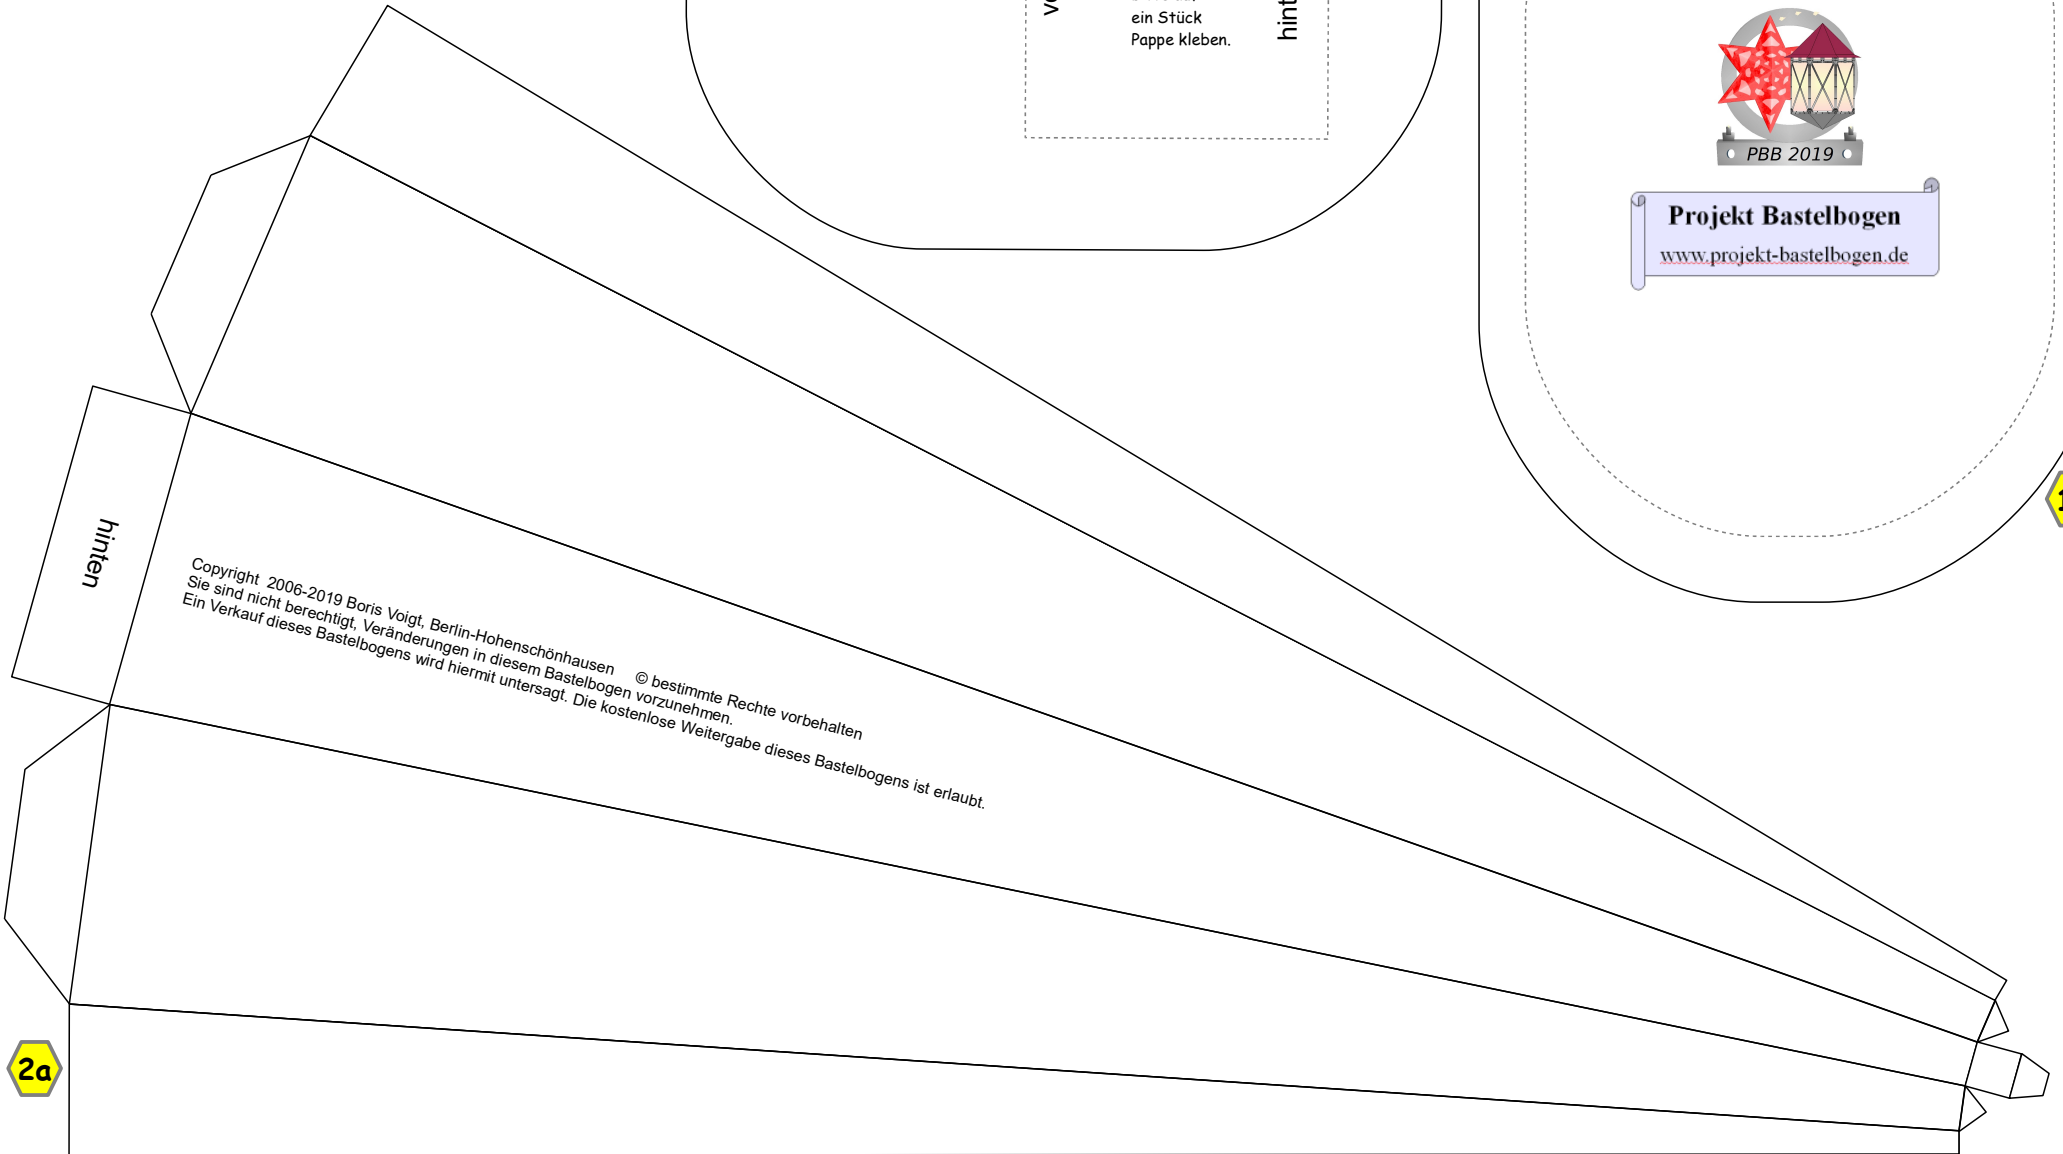 ein Stück
Pappe kleben.
PBB 2019
Projekt Bastelbogen
www.projekt-bastelbogen.de
hinten
Copyright  2006-2019 Boris Voigt, Berlin-Hohenschönhausen    © bestimmte Rechte vorbehalten
Sie sind nicht berechtigt, Veränderungen in diesem Bastelbogen vorzunehmen.
Ein Verkauf dieses Bastelbogens wird hiermit untersagt. Die kostenlose Weitergabe dieses Bastelbogens ist erlaubt.
2a